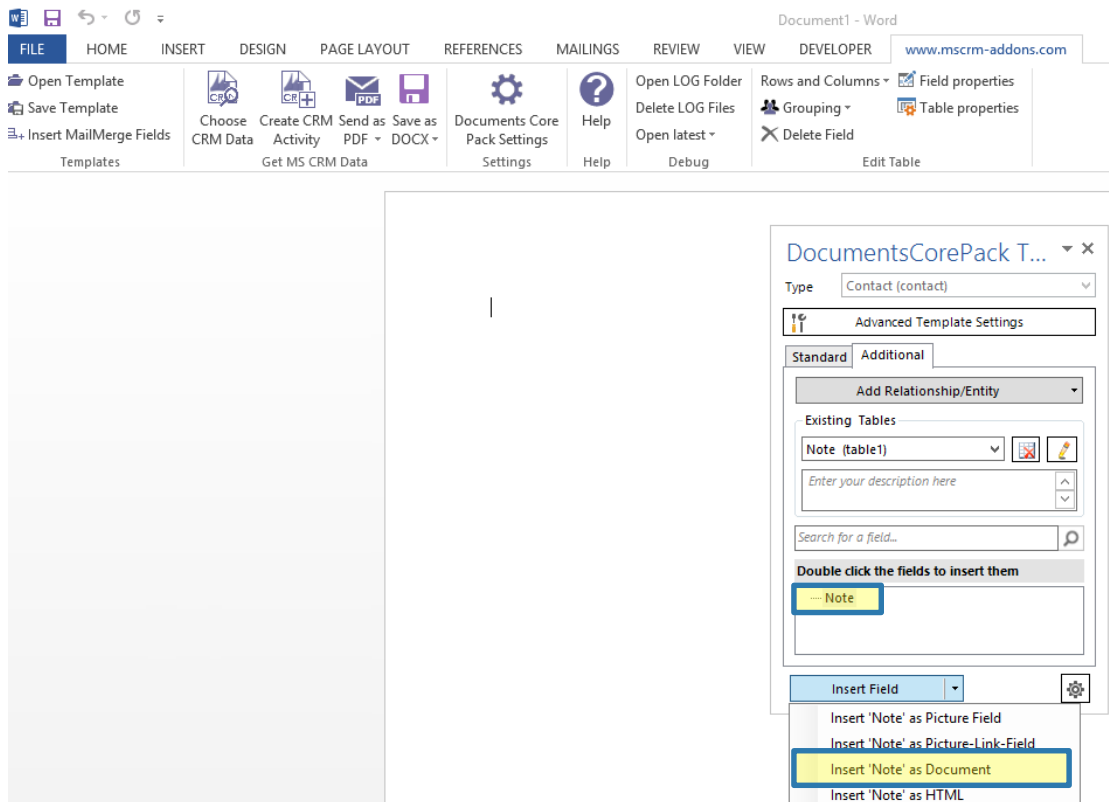 Document1 - Word
FILE HOME INSERT DESIGN PAGE LAYOUT REFERENCES MAILINGS REVIEW VIEW DEVELOPER www.mscrm-addons.com
Open Template
Save Template
Insert MailMerge Fields
Templates
Choose
CRM Data
Create CRM
Activity
Send as
PDF
Save as
DOCX
Get MS CRM Data
Documents Core
Pack Settings
Settings
Help
Help
Open LOG Folder
Delete LOG Files
Open latest
Debug
Rows and Columns
Grouping
Delete Field
Field properties
Table properties
Edit Table
DocumentsCorePack T...
Type Contact (contact)
Advanced Template Settings
Standard Additional
Add Relationship/Entity
Existing Tables
Note (table1)
Enter your description here
Search for a field...
Double click the fields to insert them
Note
Insert Field
Insert 'Note' as Picture Field
Insert 'Note' as Picture-Link-Field
Insert 'Note' as Document
Insert 'Note' as HTML